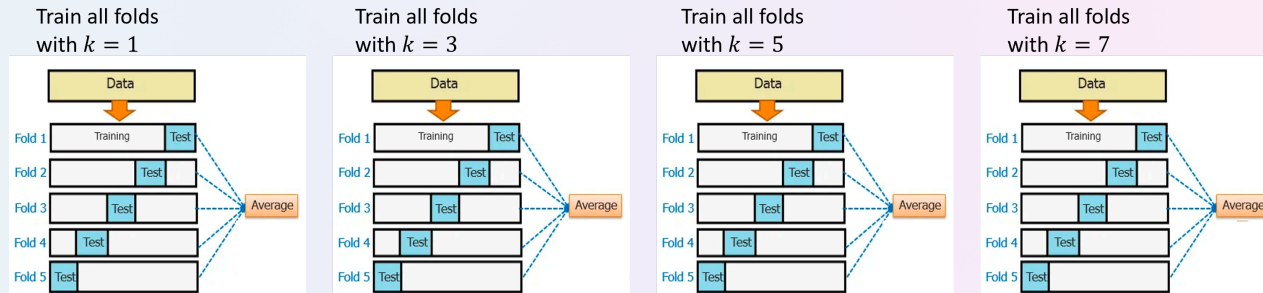 Train all folds
with k = 1
Data
Fold 1 Training Test
Fold 2 Test
Fold 3 Test
Fold 4 Test
Fold 5 Test
Average
Train all folds
with k = 3
Data
Fold 1 Training Test
Fold 2 Test
Fold 3 Test
Fold 4 Test
Fold 5 Test
Average
Train all folds
with k = 5
Data
Fold 1 Training Test
Fold 2 Test
Fold 3 Test
Fold 4 Test
Fold 5 Test
Average
Train all folds
with k = 7
Data
Fold 1 Training Test
Fold 2 Test
Fold 3 Test
Fold 4 Test
Fold 5 Test
Average